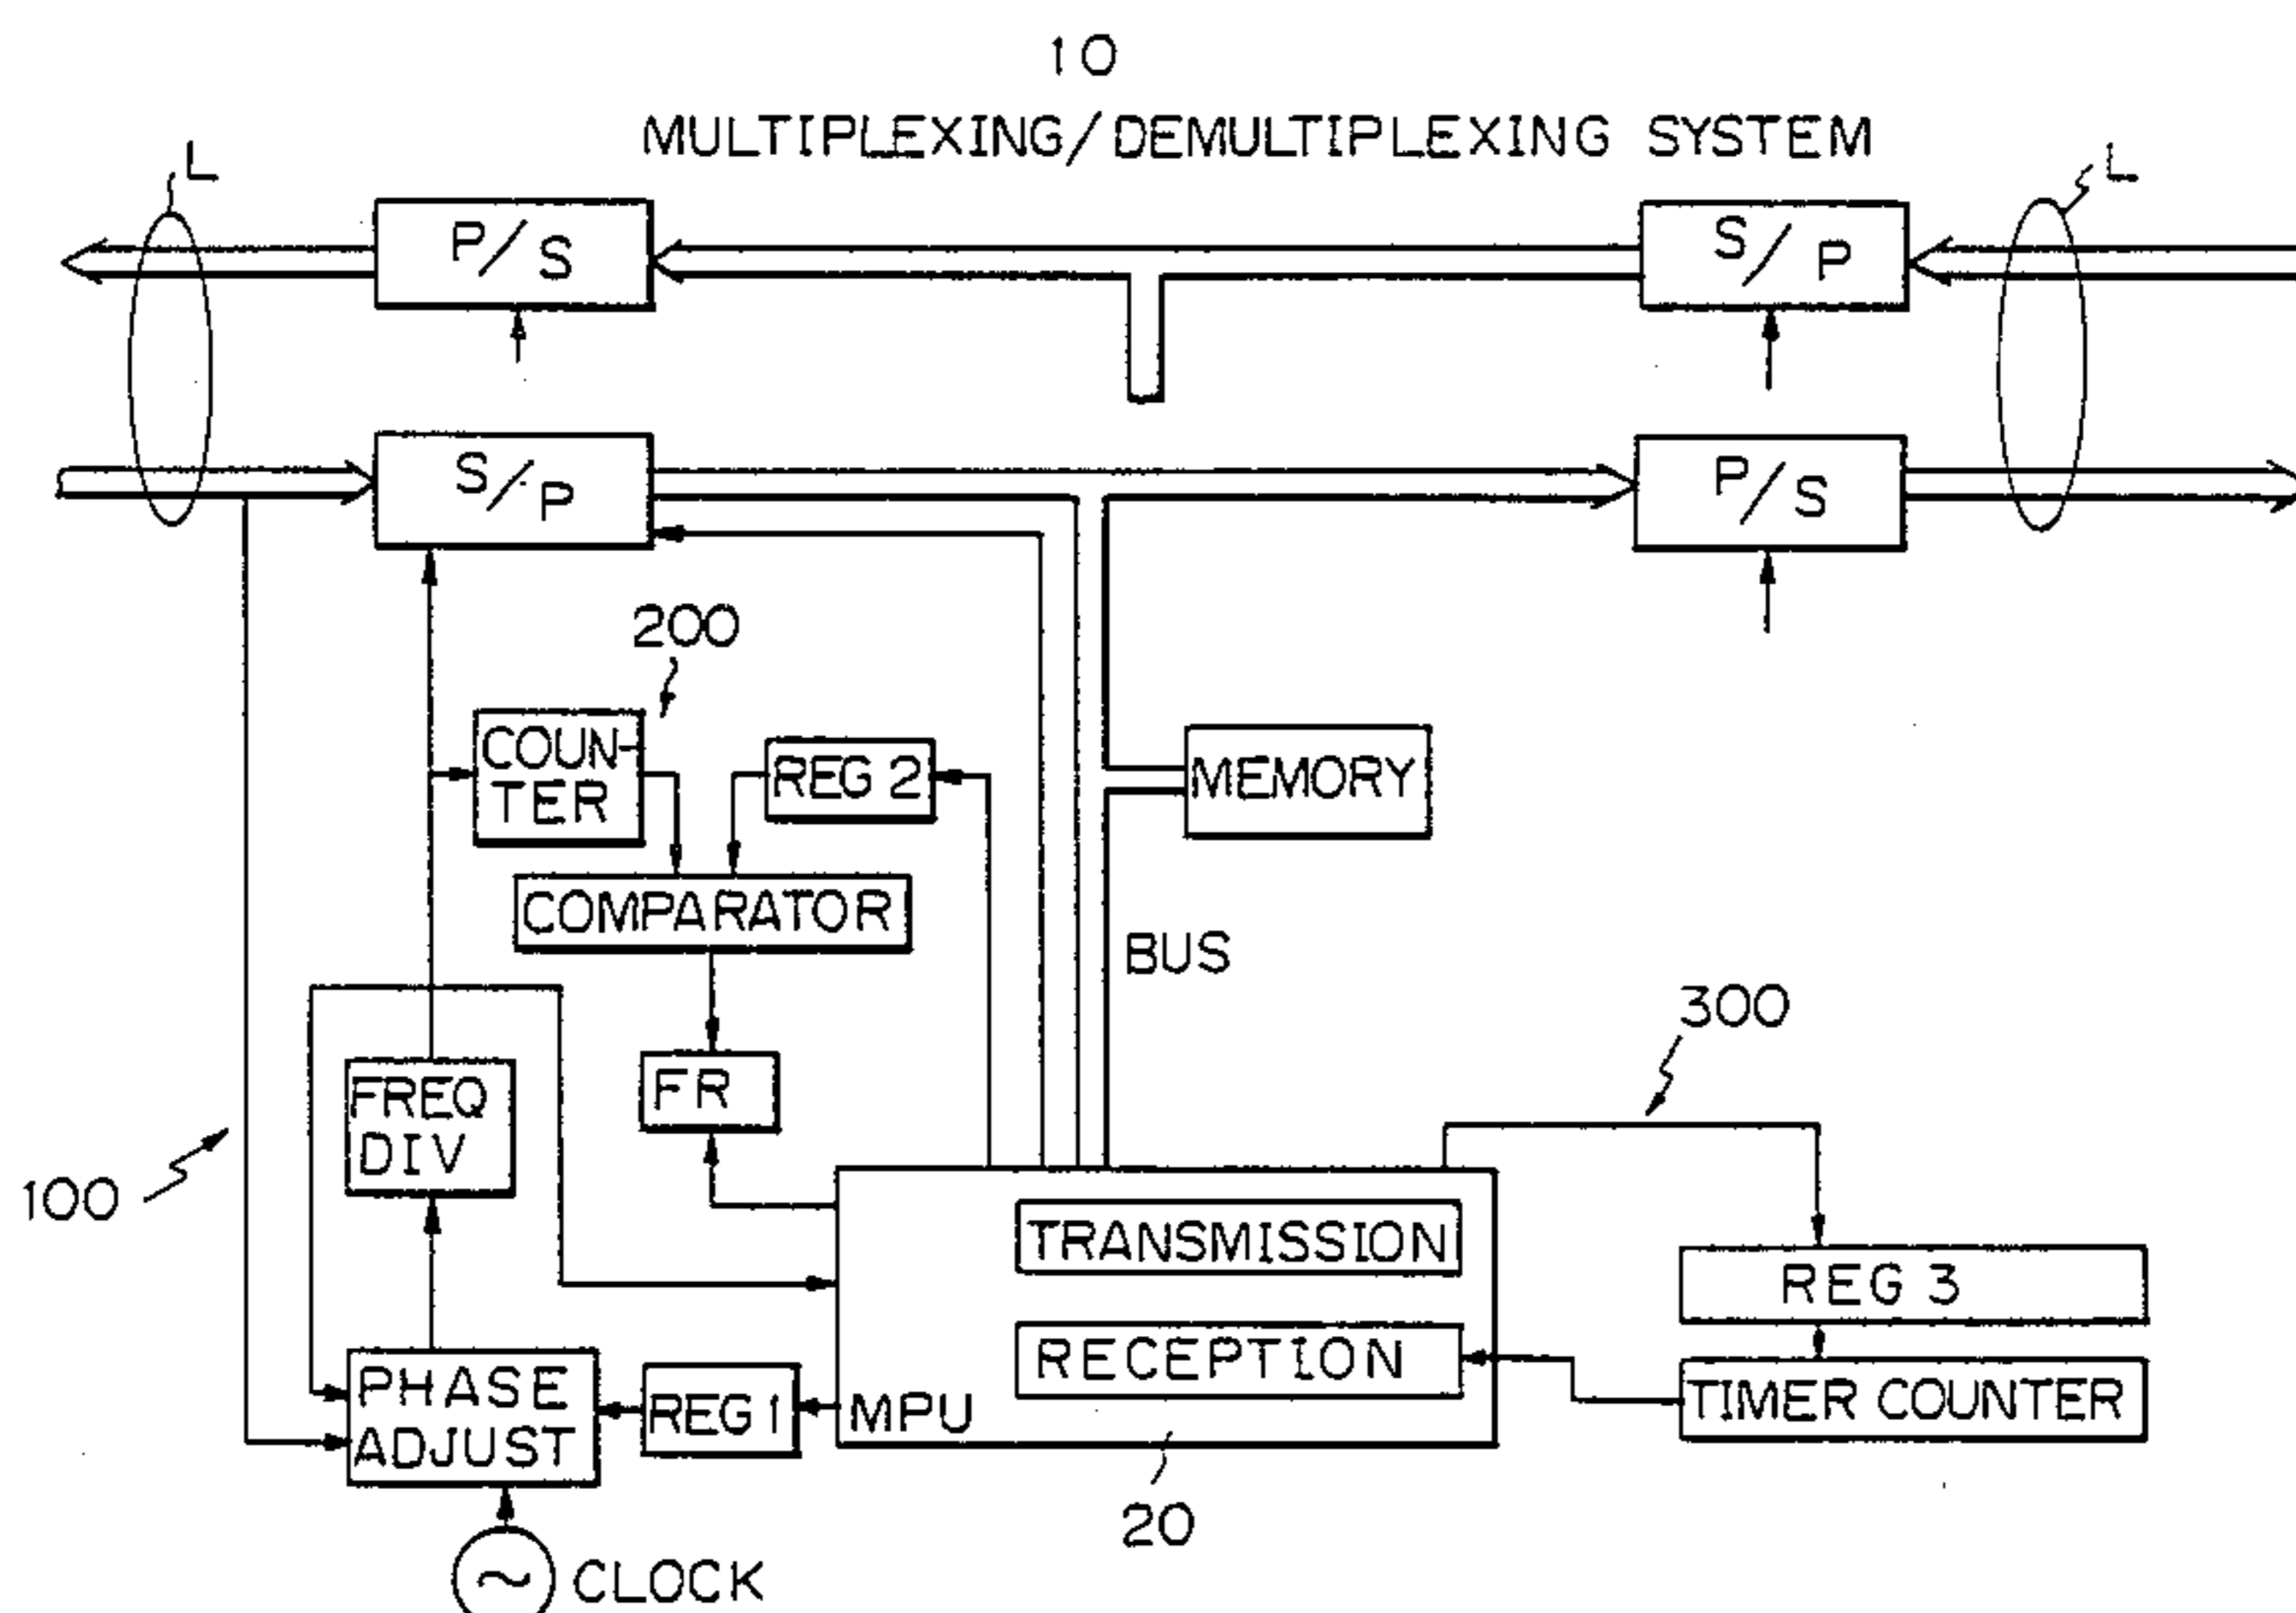 10
MULTIPLEXING/DEMULTIPLEXING SYSTEM
L
L
P/S
S/P
S/P
P/S
200
COUN-
TER
REG 2
MEMORY
COMPARATOR
BUS
300
FR
FREQ
DIV
100
TRANSMISSION
REG 3
RECEPTION
PHASE
ADJUST
REG 1
MPU
TIMER COUNTER
20
~
CLOCK